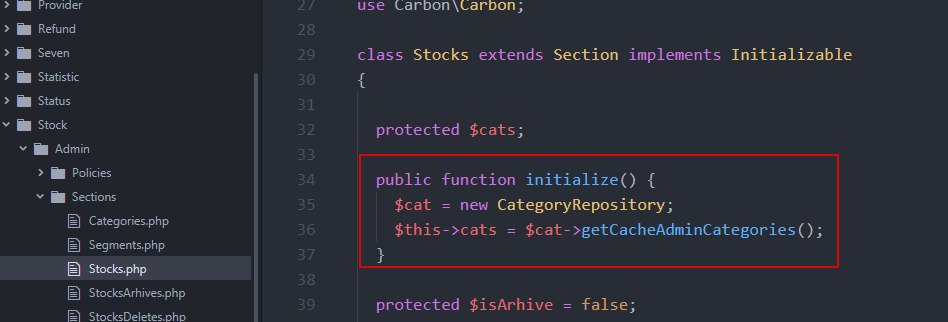 Provider
Refund
Seven
Statistic
Status
Stock
Admin
Policies
Sections
Categories.php
Segments.php
Stocks.php
StocksArhives.php
StocksDeletes.php
27 use Carbon\Carbon;
28
29 class Stocks extends Section implements Initializable
30 {
31
32 protected $cats;
33
34 public function initialize() {
35 $cat = new CategoryRepository;
36 $this->cats = $cat->getCacheAdminCategories();
37 }
38
39 protected $isArhive = false;